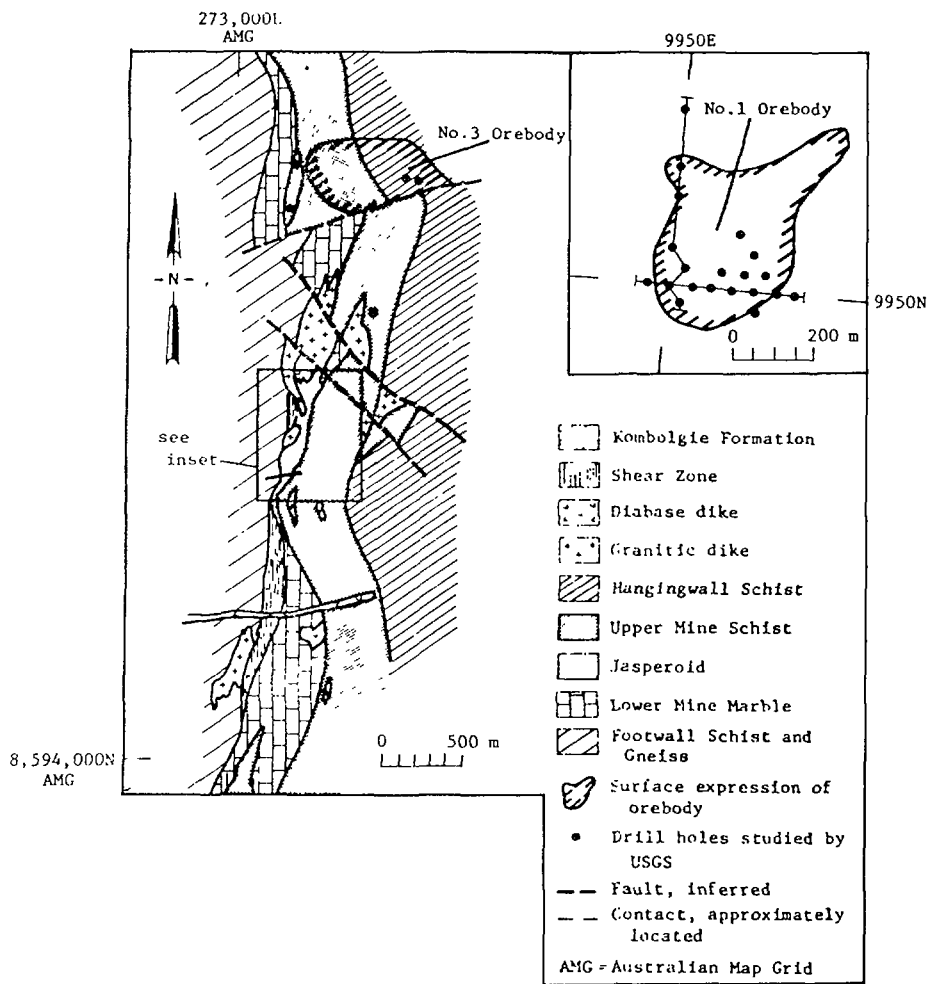 273,000E
AMG
9950E
No.1 Orebody
No.3 Orebody
-N-
9950N
0 200 m
see
inset
Kombolgie Formation
Shear Zone
Diabase dike
Granitic dike
Hangingwall Schist
Upper Mine Schist
Jasperoid
Lower Mine Marble
Footwall Schist and
Gneiss
Surface expression of
orebody
Drill holes studied by
USGS
Fault, inferred
Contact, approximately
located
AMG = Australian Map Grid
0 500 m
8,594,000N
AMG